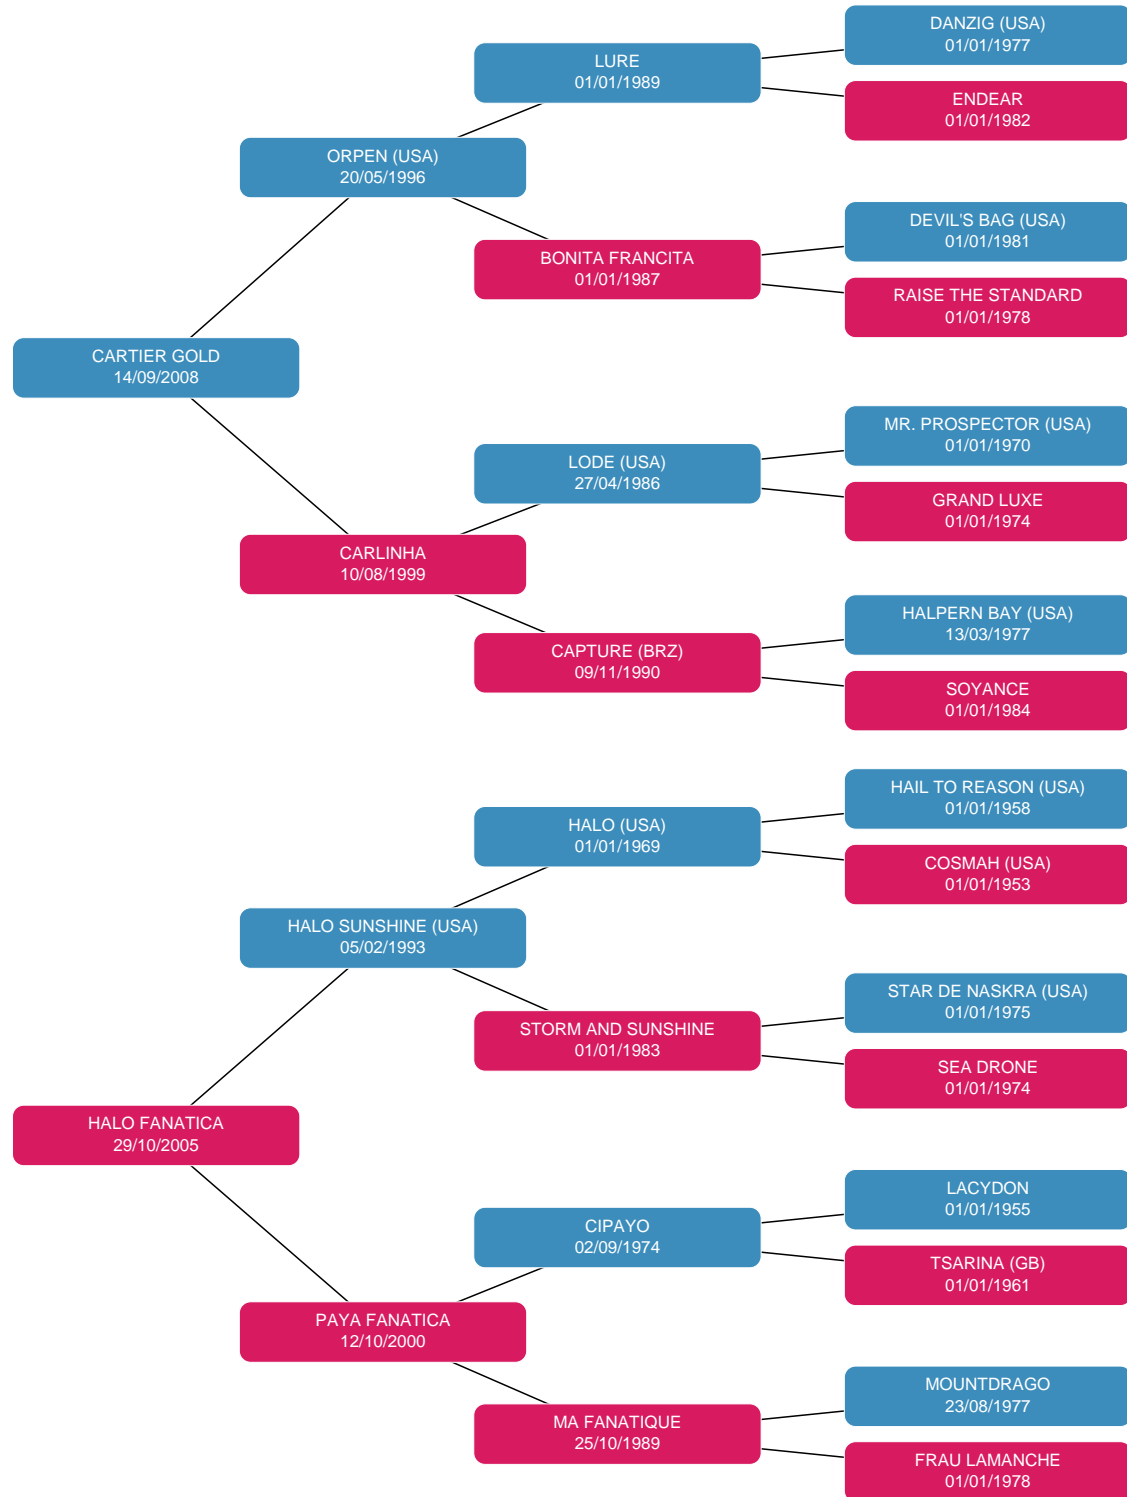 DANZIG (USA)
01/01/1977
LURE
01/01/1989
ENDEAR
01/01/1982
ORPEN (USA)
20/05/1996
DEVIL'S BAG (USA)
01/01/1981
BONITA FRANCITA
01/01/1987
RAISE THE STANDARD
01/01/1978
CARTIER GOLD
14/09/2008
MR. PROSPECTOR (USA)
01/01/1970
LODE (USA)
27/04/1986
GRAND LUXE
01/01/1974
CARLINHA
10/08/1999
HALPERN BAY (USA)
13/03/1977
CAPTURE (BRZ)
09/11/1990
SOYANCE
01/01/1984
HAIL TO REASON (USA)
01/01/1958
HALO (USA)
01/01/1969
COSMAH (USA)
01/01/1953
HALO SUNSHINE (USA)
05/02/1993
STAR DE NASKRA (USA)
01/01/1975
STORM AND SUNSHINE
01/01/1983
SEA DRONE
01/01/1974
HALO FANATICA
29/10/2005
LACYDON
01/01/1955
CIPAYO
02/09/1974
TSARINA (GB)
01/01/1961
PAYA FANATICA
12/10/2000
MOUNTDRAGO
23/08/1977
MA FANATIQUE
25/10/1989
FRAU LAMANCHE
01/01/1978